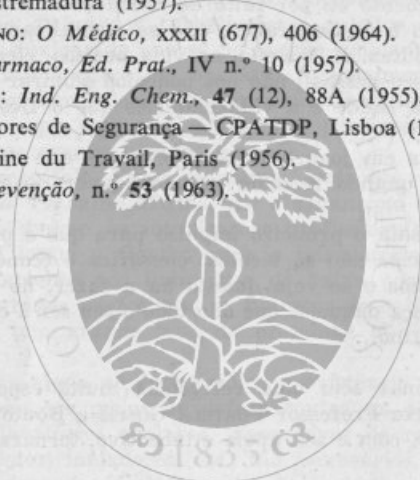 stremadura (1957).
NO: O Médico, XXXII (677), 406 (1964).
armaco, Ed. Prat., IV n.º 10 (1957).
: Ind. Eng. Chem., 47 (12), 88A (1955)
ores de Segurança — CPATDP, Lisboa (1
ine du Travail, Paris (1956).
evenção, n.º 53 (1963).
1835